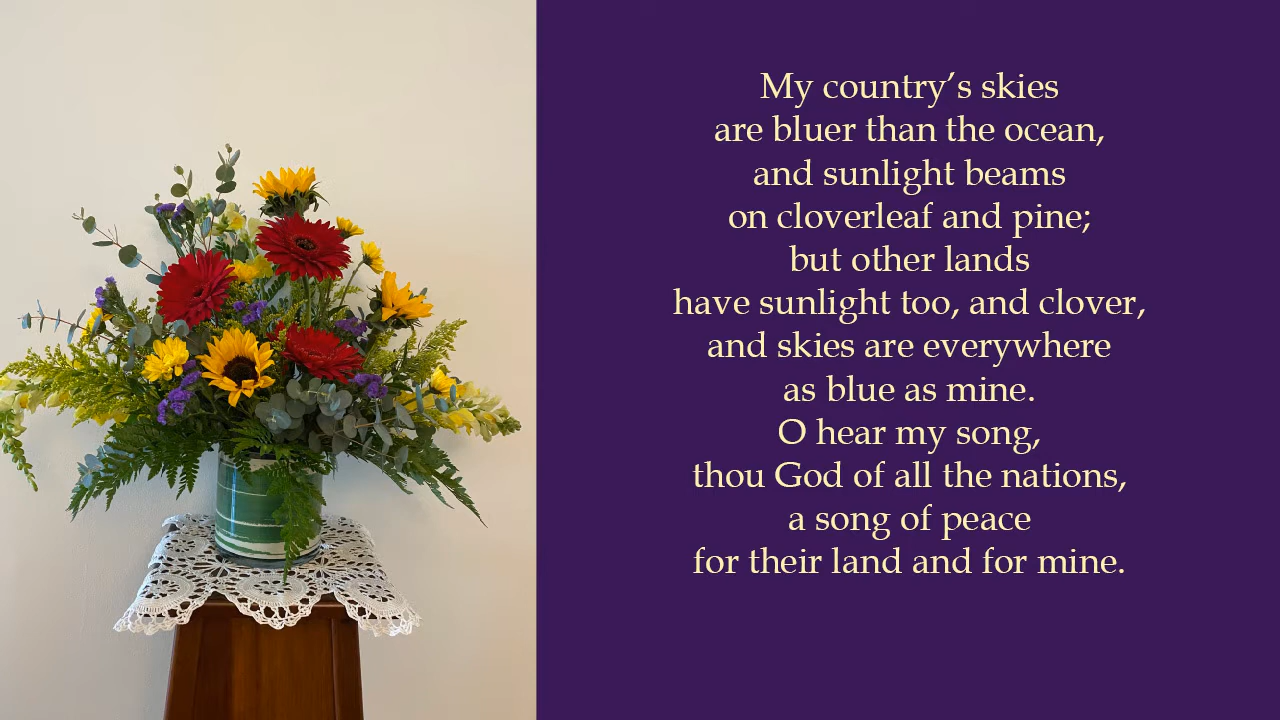 My country’s skies
are bluer than the ocean,
and sunlight beams
on cloverleaf and pine;
but other lands
have sunlight too, and clover,
and skies are everywhere
as blue as mine.
O hear my song,
thou God of all the nations,
a song of peace
for their land and for mine.